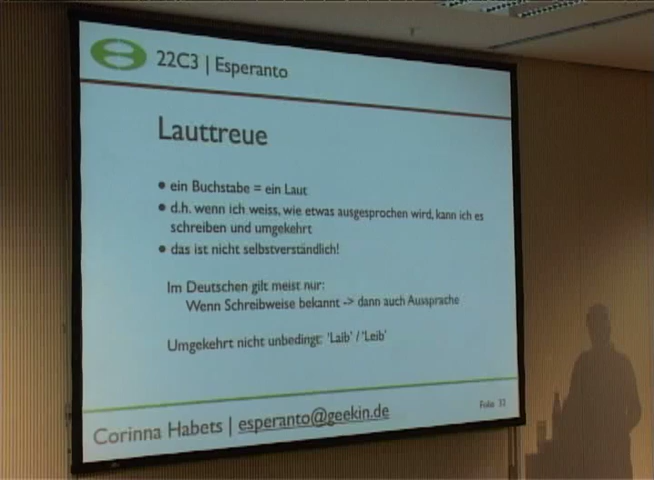 22C3 | Esperanto
Lauttreue
• ein Buchstabe = ein Laut
• d.h. wenn ich weiss, wie etwas ausgesprochen wird, kann ich es
schreiben und umgekehrt
• das ist nicht selbstverständlich!
Im Deutschen gilt meist nur:
Wenn Schreibweise bekannt -> dann auch Aussprache
Umgekehrt nicht unbedingt: 'Laib' / 'Leib'
Corinna Habets | esperanto@geekin.de
Folie